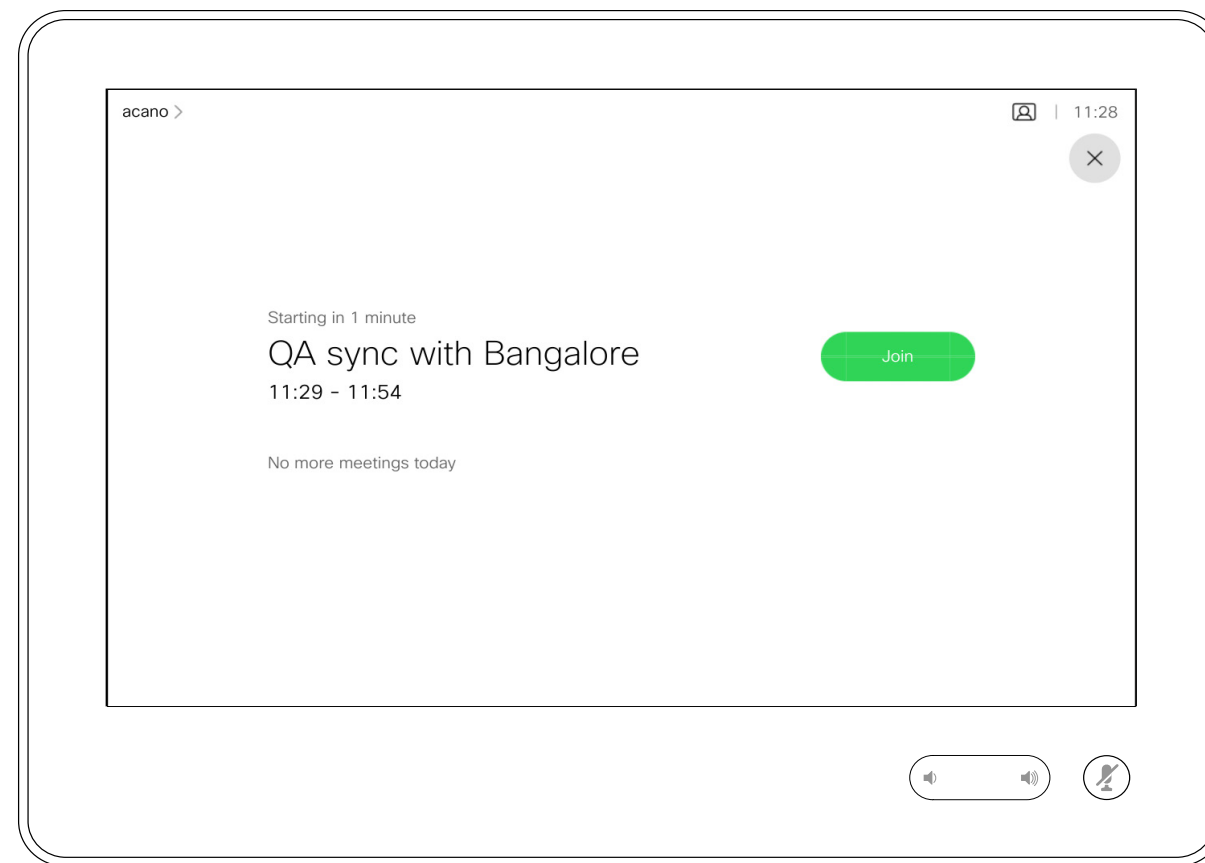 acano >
11:28
Starting in 1 minute
QA sync with Bangalore
11:29 - 11:54
Join
No more meetings today